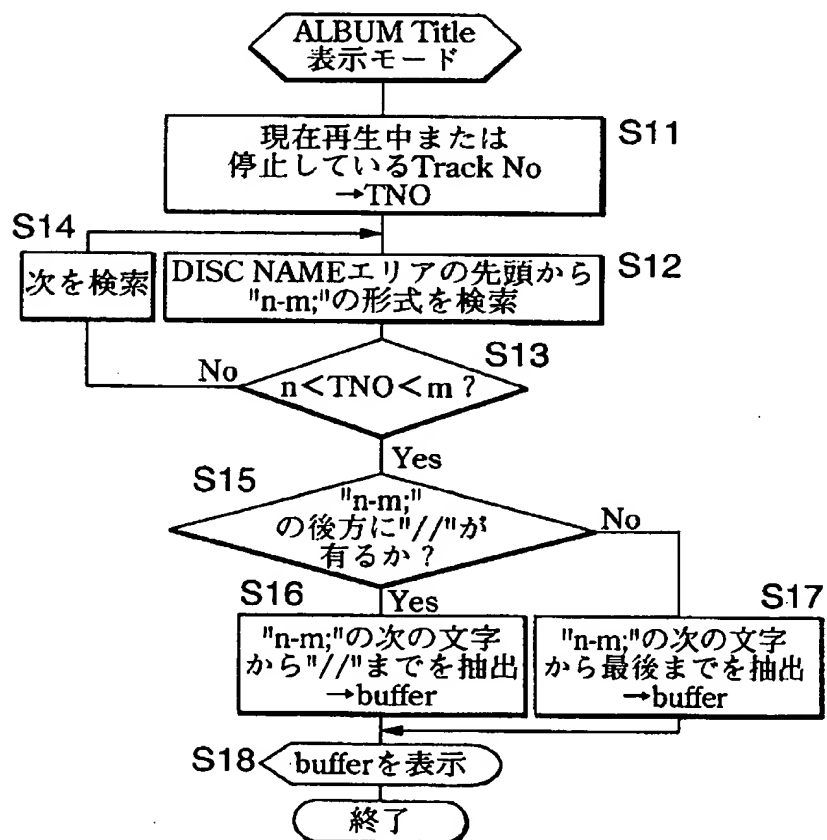 ALBUM Title
表示モード
現在再生中または
停止しているTrack No
→TNO
S11
S14
次を検索
DISC NAMEエリアの先頭から
"n-m;"の形式を検索
S12
S13
No
n<TNO<m ?
Yes
S15
"n-m;"
の後方に"//"が
有るか?
No
S16
Yes
S17
"n-m;"の次の文字
から"//"までを抽出
→buffer
"n-m;"の次の文字
から最後までを抽出
→buffer
S18
bufferを表示
終了